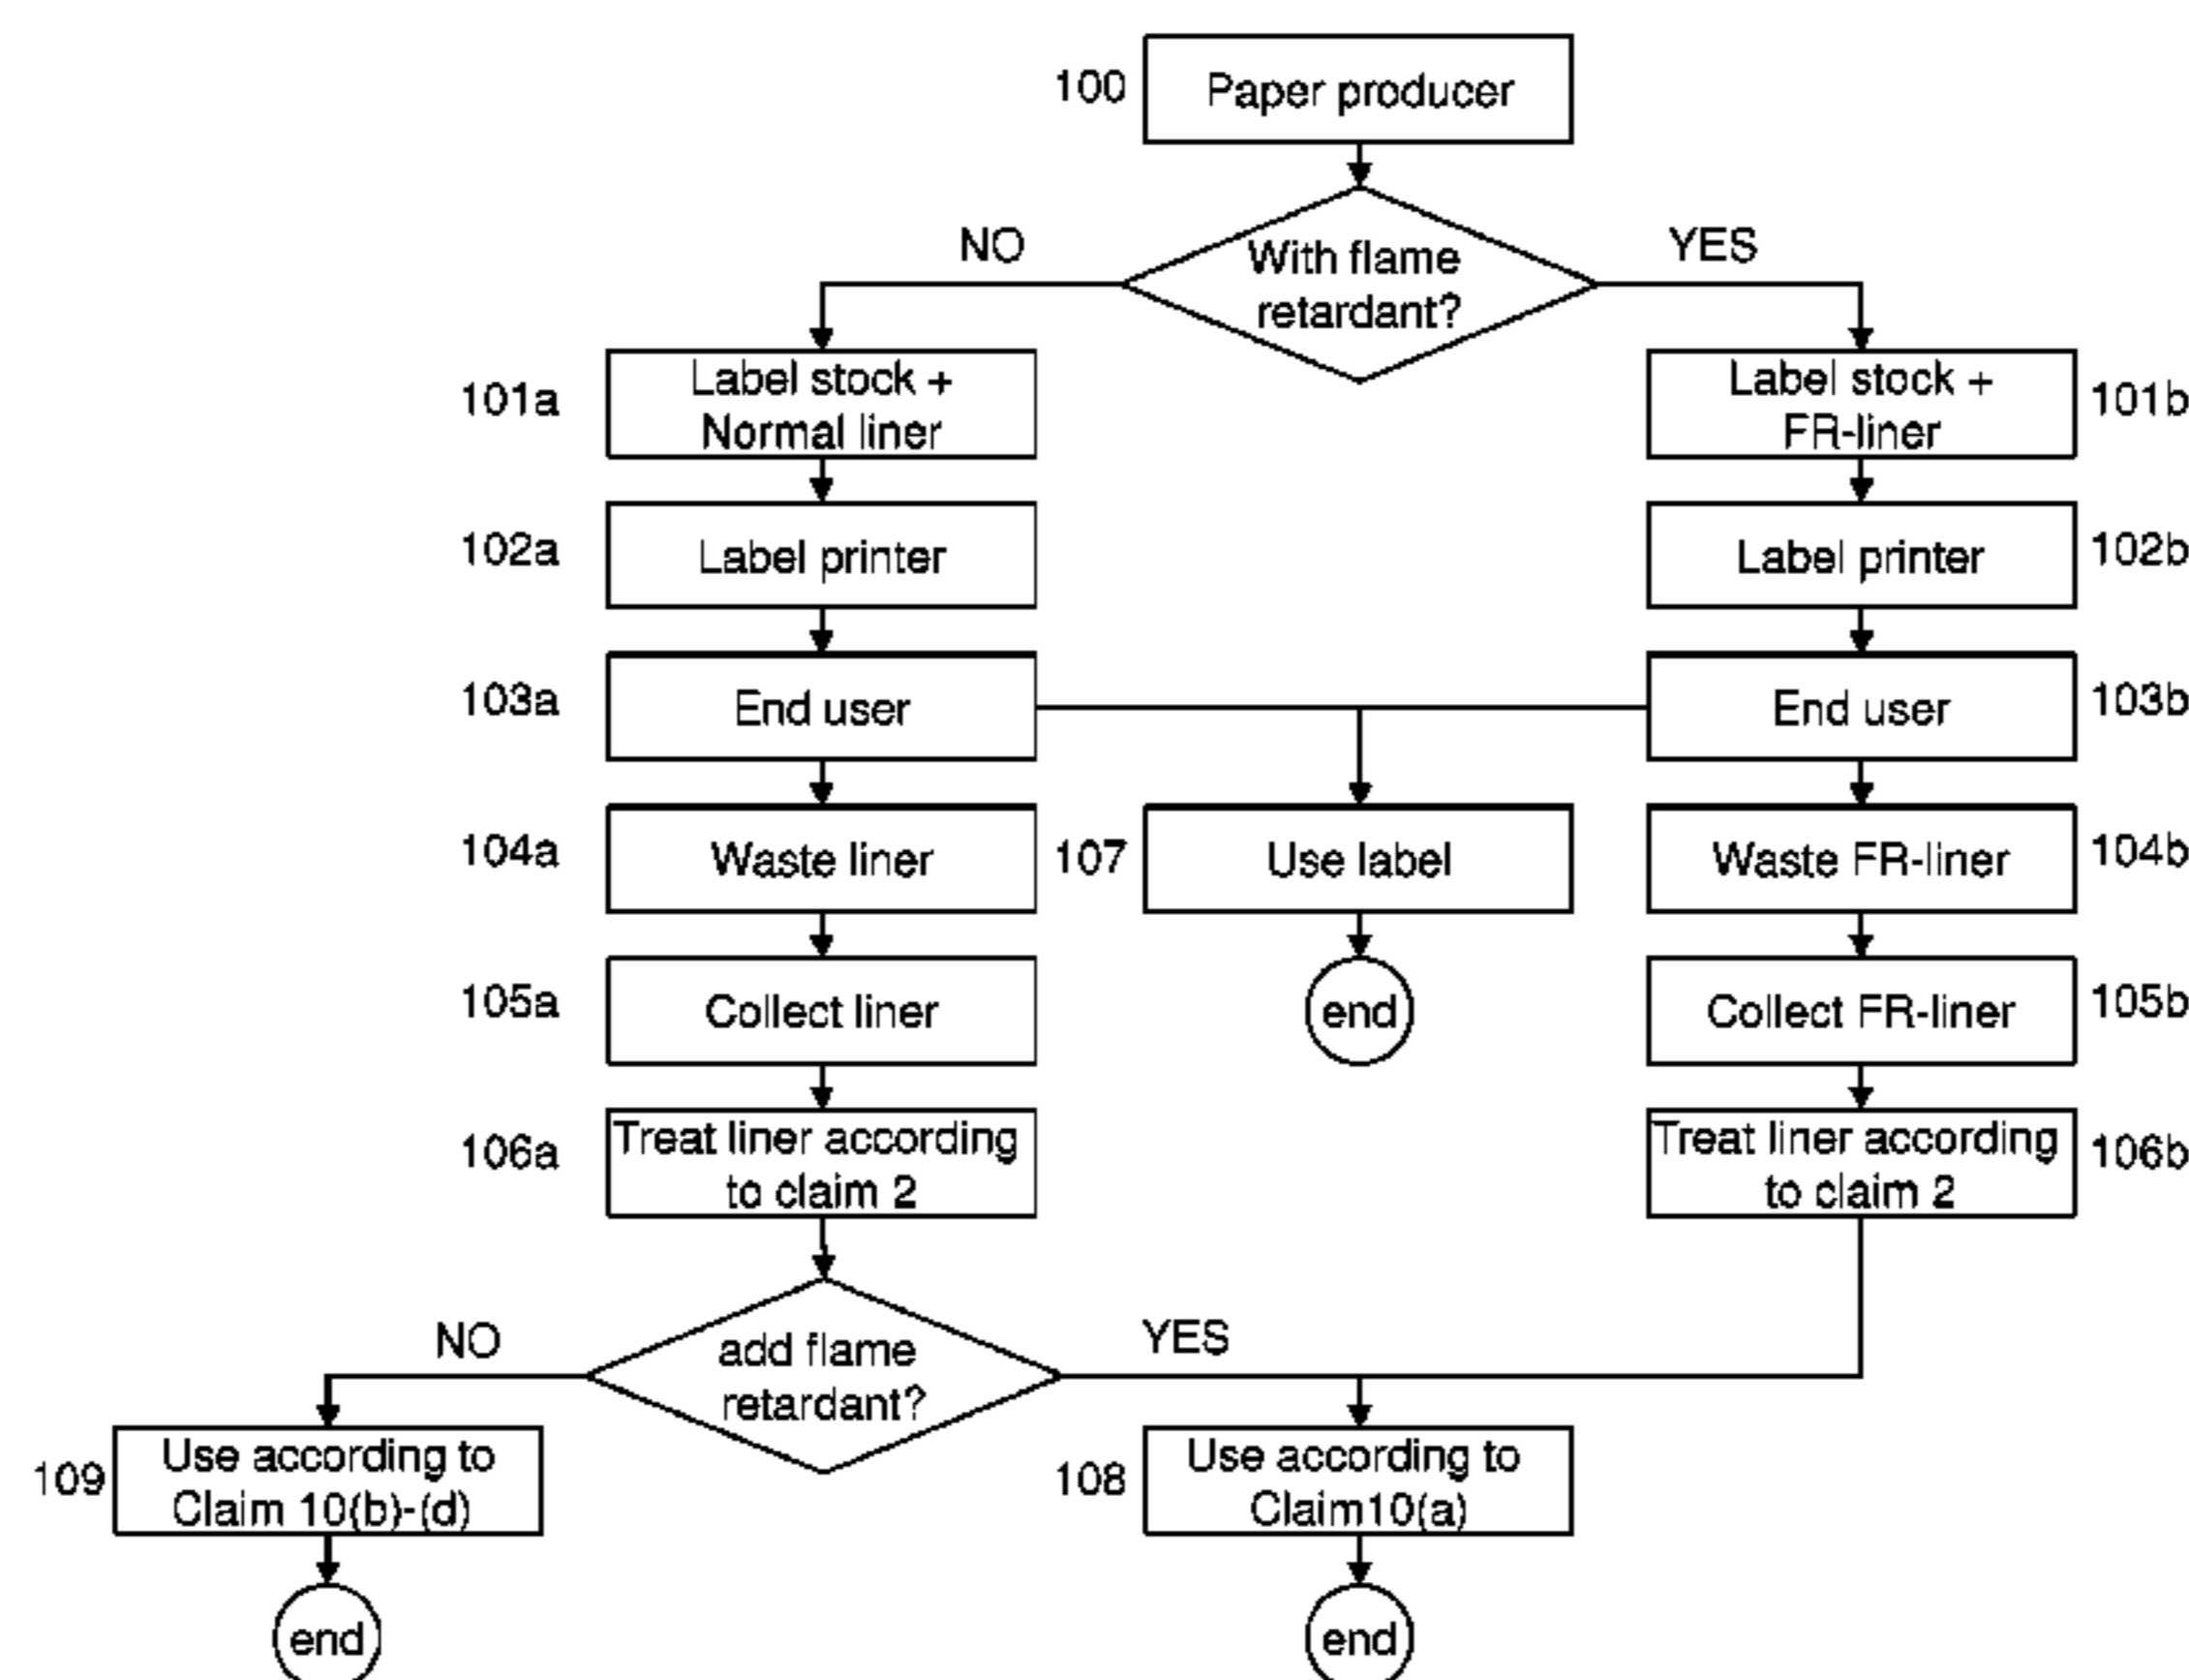 100
Paper producer
NO
With flame
retardant?
YES
101a
Label stock +
Normal liner
Label stock +
FR-liner
101b
102a
Label printer
Label printer
102b
103a
End user
End user
103b
104a
Waste liner
107
Use label
Waste FR-liner
104b
105a
Collect liner
end
Collect FR-liner
105b
106a
Treat liner according
to claim 2
Treat liner according
to claim 2
106b
NO
add flame
retardant?
YES
109
Use according to
Claim 10(b)-(d)
108
Use according to
Claim10(a)
end
end